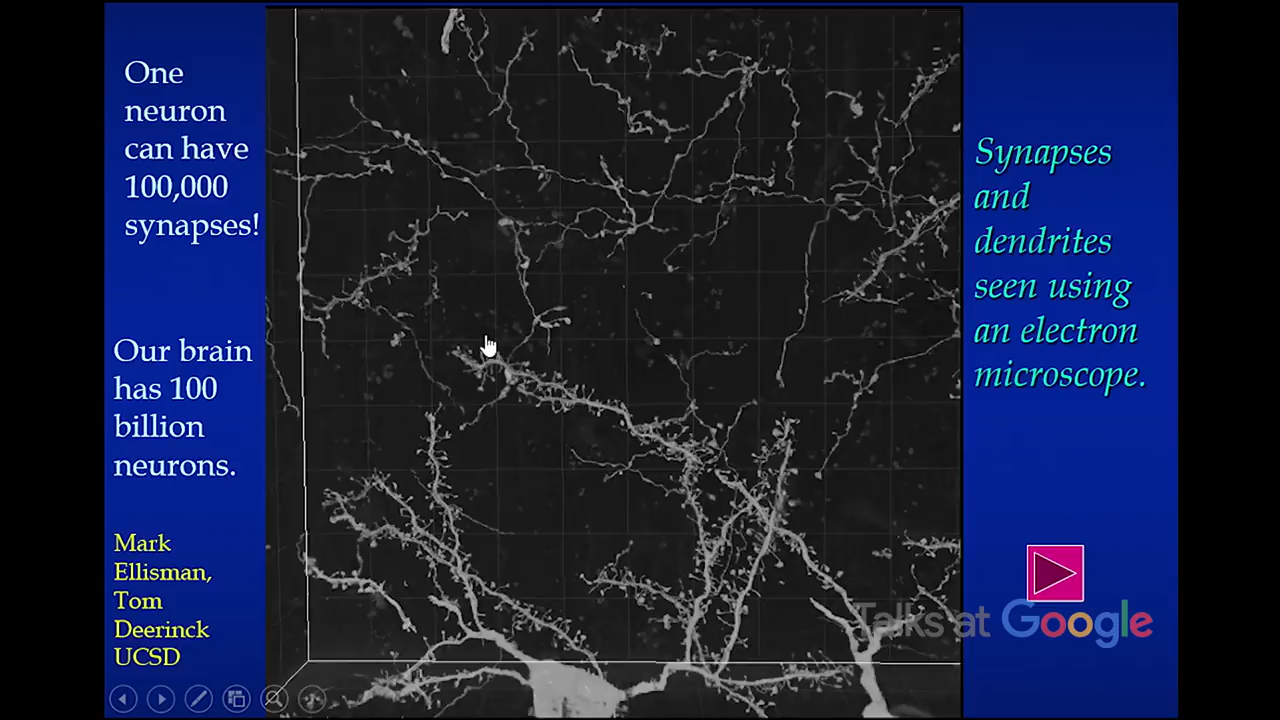 One
neuron
can have
100,000
synapses!
Our brain
has 100
billion
neurons.
Mark
Ellisman,
Tom
Deerinck
UCSD
Synapses
and
dendrites
seen using
an electron
microscope.
Talks at Google